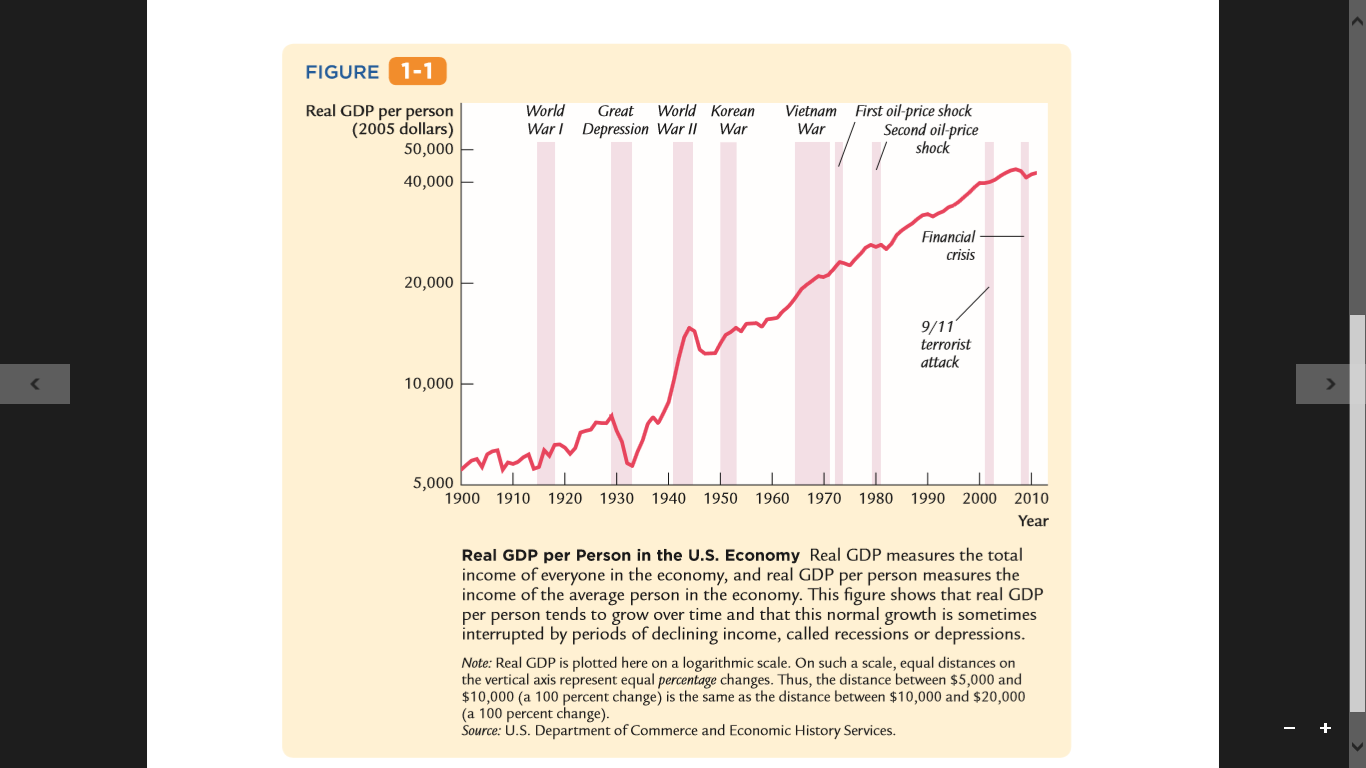 FIGURE 1-1
Real GDP per person
(2005 dollars)
World
War I
Great
Depression
World
War II
Korean
War
Vietnam
War
First oil-price shock
Second oil-price
shock
50,000
40,000
Financial
crisis
20,000
9/11
terrorist
attack
10,000
5,000
1900 1910 1920 1930 1940 1950 1960 1970 1980 1990 2000 2010
Year
Real GDP per Person in the U.S. Economy Real GDP measures the total
income of everyone in the economy, and real GDP per person measures the
income of the average person in the economy. This figure shows that real GDP
per person tends to grow over time and that this normal growth is sometimes
interrupted by periods of declining income, called recessions or depressions.
Note: Real GDP is plotted here on a logarithmic scale. On such a scale, equal distances on
the vertical axis represent equal percentage changes. Thus, the distance between $5,000 and
$10,000 (a 100 percent change) is the same as the distance between $10,000 and $20,000
(a 100 percent change).
Source: U.S. Department of Commerce and Economic History Services.